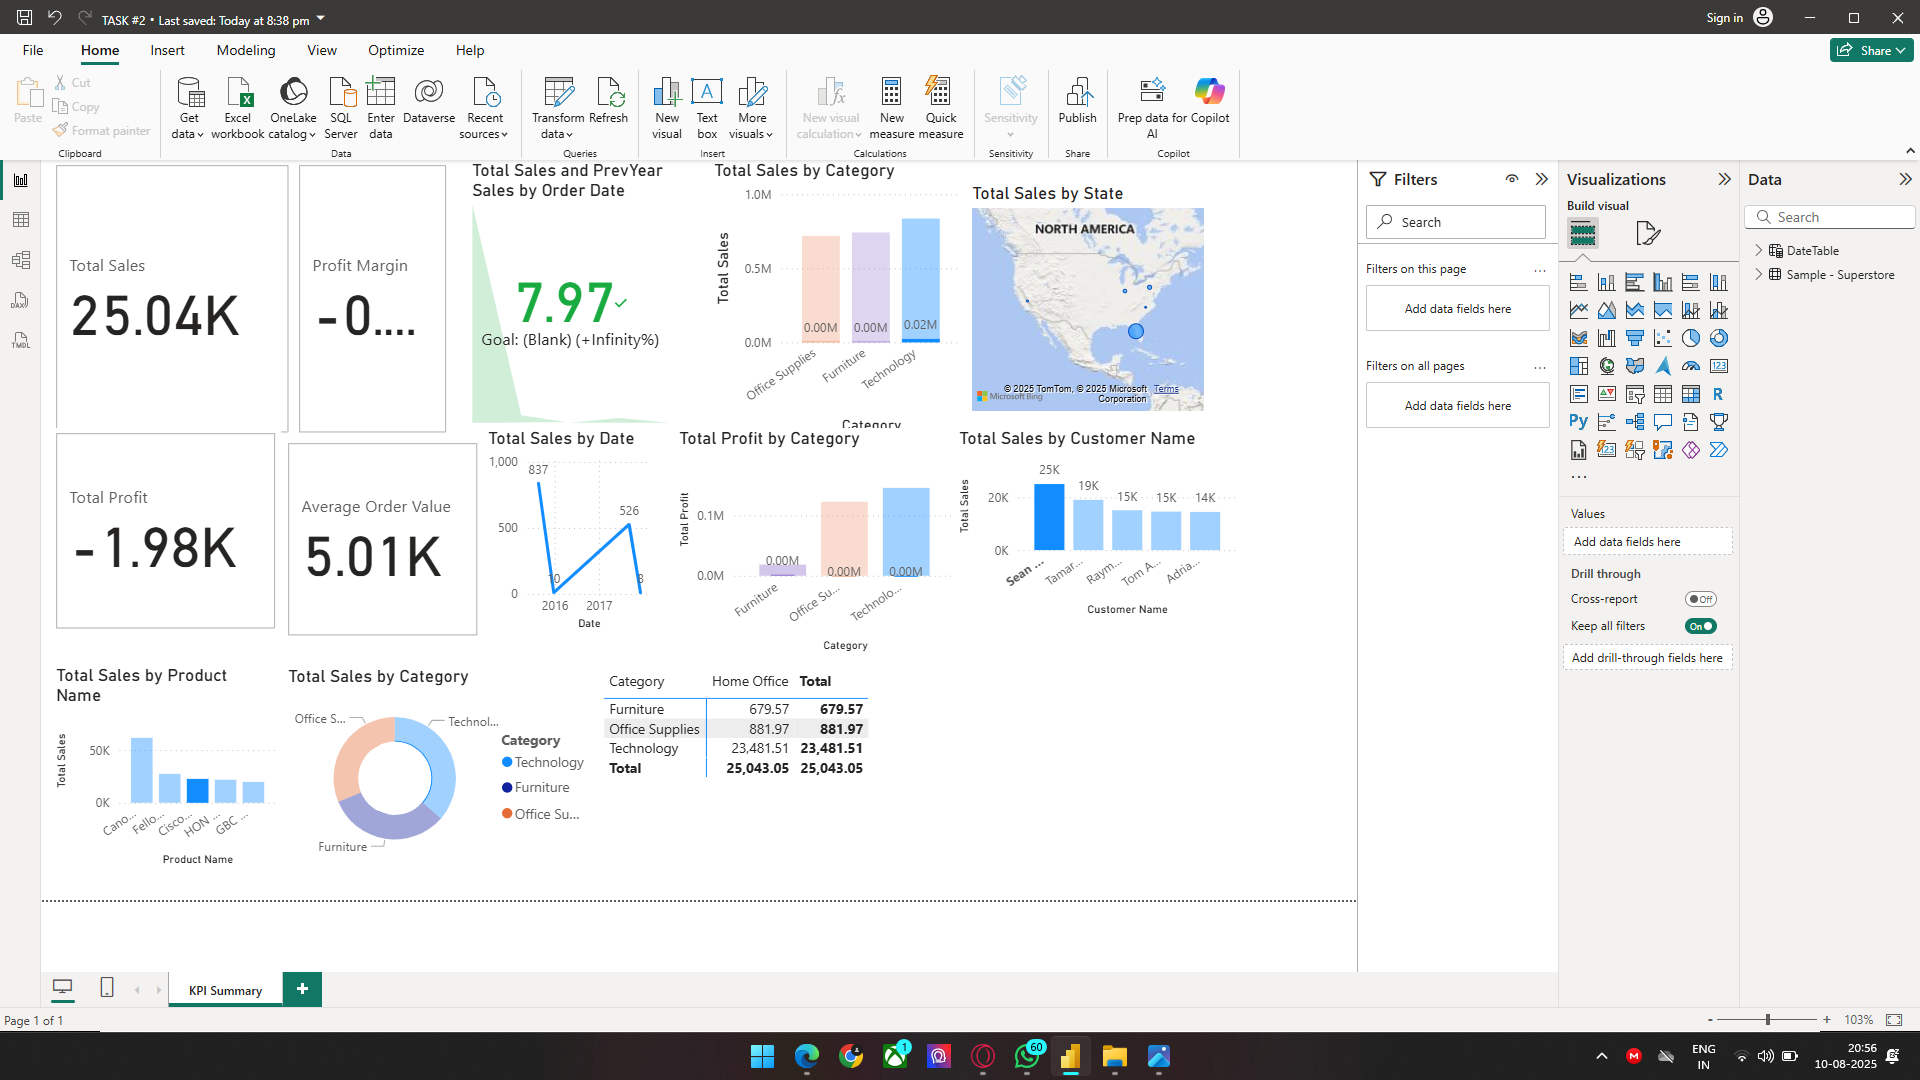 TASK #2 • Last saved: Today at 8:38 pm
Sign in
File
Home
Insert
Modeling
View
Optimize
Help
Share
Paste
Cut
Copy
Format painter
Clipboard
Get data
Excel workbook
OneLake catalog
SQL Server
Enter data
Dataverse
Recent sources
Data
Transform data
Refresh
Queries
New visual
Text box
More visuals
Insert
New visual calculation
New measure
Quick measure
Calculations
Sensitivity
Sensitivity
Publish
Share
Prep data for AI
Copilot
Copilot
DAX
TMDL
Total Sales
25.04K
Profit Margin
-0....
Total Sales and PrevYear
Sales by Order Date
7.97
Goal: (Blank) (+Infinity%)
Total Sales by Category
Total Sales
1.0M
0.5M
0.0M
0.00M
0.00M
0.02M
Office Supplies
Furniture
Technology
Category
Total Sales by State
NORTH AMERICA
Microsoft Bing
© 2025 TomTom, © 2025 Microsoft Corporation
Terms
Total Profit
-1.98K
Average Order Value
5.01K
Total Sales by Date
1,000
500
0
837
10
526
8
2016
2017
Date
Total Profit by Category
Total Profit
0.1M
0.0M
0.00M
0.00M
0.00M
Furniture
Office Su...
Technolo...
Category
Total Sales by Customer Name
Total Sales
20K
0K
25K
19K
15K
15K
14K
Sean ...
Tamar...
Raym...
Tom A...
Adria...
Customer Name
Total Sales by Product
Name
Total Sales
50K
0K
Cano...
Fello...
Cisco...
HON ...
GBC ...
Product Name
Total Sales by Category
Office S...
Technol...
Furniture
Category
Technology
Furniture
Office Su...
Category Home Office Total
Furniture 679.57 679.57
Office Supplies 881.97 881.97
Technology 23,481.51 23,481.51
Total 25,043.05 25,043.05
Filters
Search
Filters on this page
...
Add data fields here
Filters on all pages
...
Add data fields here
Visualizations
Build visual
123
R
Py
123
...
Values
Add data fields here
Drill through
Cross-report
Off
Keep all filters
On
Add drill-through fields here
Data
Search
DateTable
Sample - Superstore
KPI Summary
+
Page 1 of 1
-
+
103%
1
60
ENG
IN
20:56
10-08-2025